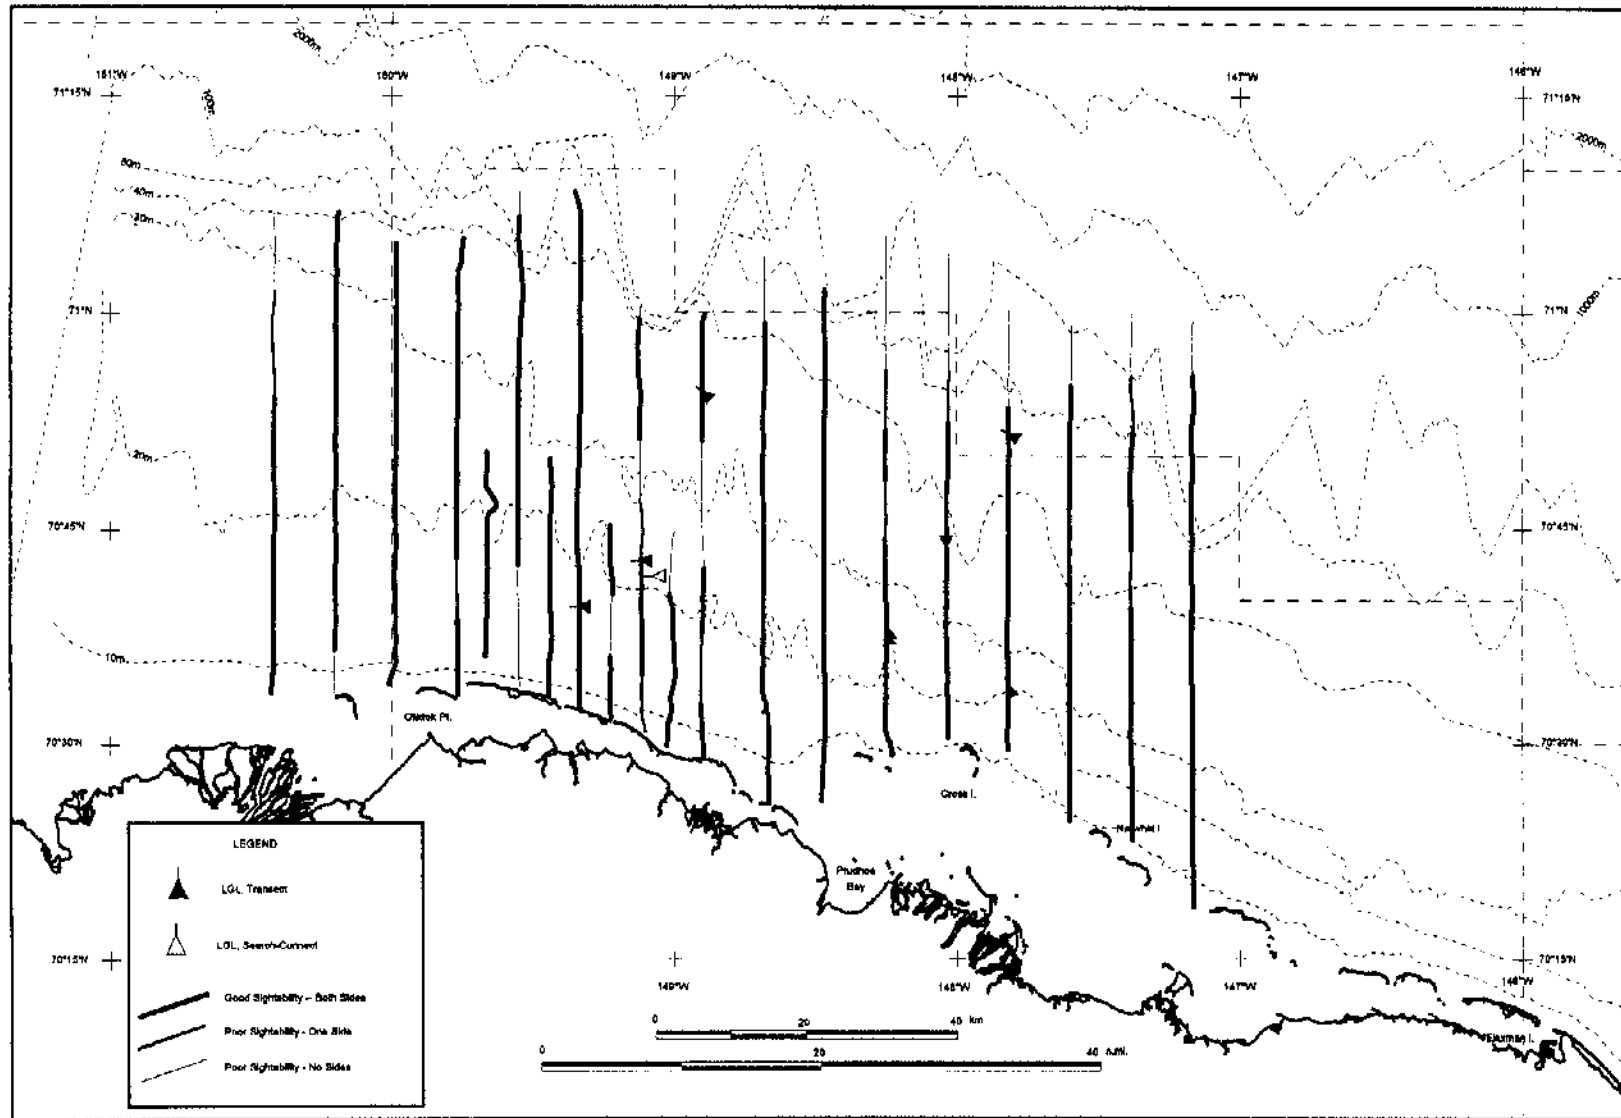 2000m
151°W
150°W
149°W
148°W
147°W
146°W
71°15'N
100m
71°15'N
2000m
40m
30m
71°N
71°N
1000m
20m
70°45'N
70°45'N
10m
Oliktok Pt.
70°30'N
70°30'N
Cross I.
LEGEND
LGL, Transect
Prudhoe
Bay
LGL, Search-Connect
70°15'N
70°15'N
149°W
148°W
147°W
146°W
Good Sightability - Both Sides
Poor Sightability - One Side
Poor Sightability - No Sides
0 20 40 km
0 20 40 n.mi.